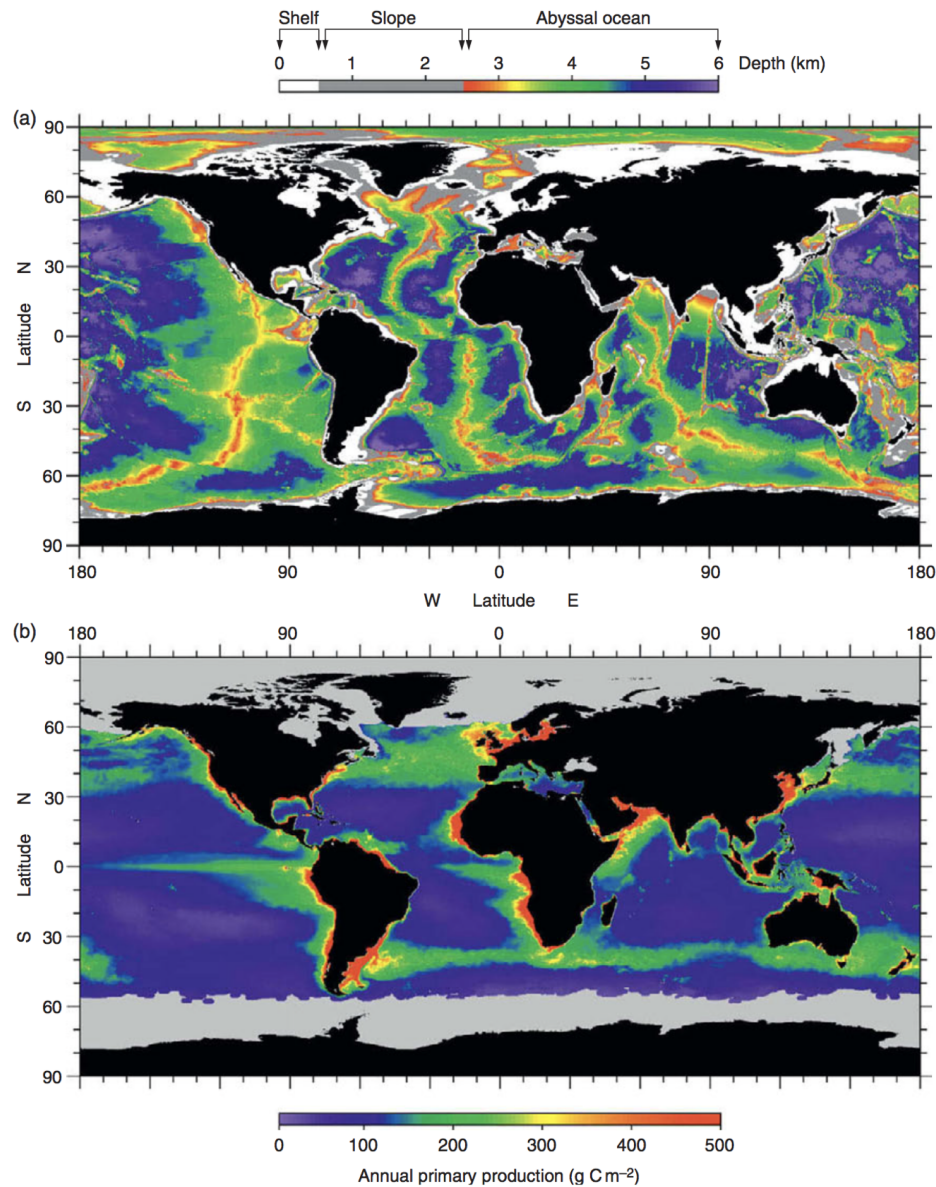 Shelf Slope Abyssal ocean
0 1 2 3 4 5 6 Depth (km)
(a)
90
60
30
0
30
60
90
Latitude
N
S
180 90 0 90 180
W Latitude E
(b)
180 90 0 90 180
90
60
30
0
30
60
90
Latitude
N
S
0 100 200 300 400 500
Annual primary production (g C m–2)